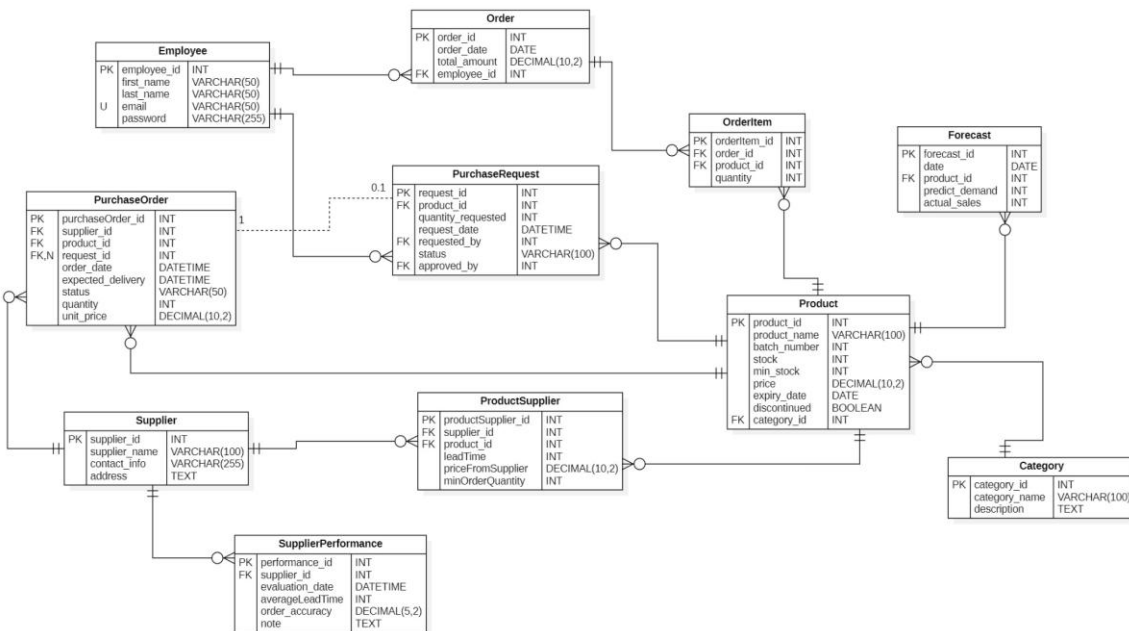 Order
PK order_id INT
order_date DATE
total_amount DECIMAL(10,2)
FK employee_id INT
Employee
PK employee_id INT
first_name VARCHAR(50)
last_name VARCHAR(50)
U email VARCHAR(50)
password VARCHAR(255)
OrderItem
PK orderItem_id INT
FK order_id INT
FK product_id INT
quantity INT
Forecast
PK forecast_id INT
date DATE
FK product_id INT
predict_demand INT
actual_sales INT
PurchaseRequest
PK request_id INT
FK product_id INT
quantity_requested INT
request_date DATETIME
FK requested_by INT
status VARCHAR(100)
FK approved_by INT
0.1
1
PurchaseOrder
PK purchaseOrder_id INT
FK supplier_id INT
FK product_id INT
FK,N request_id INT
order_date DATETIME
expected_delivery DATETIME
status VARCHAR(50)
quantity INT
unit_price DECIMAL(10,2)
Product
PK product_id INT
product_name VARCHAR(100)
batch_number INT
stock INT
min_stock INT
price DECIMAL(10,2)
expiry_date DATE
discontinued BOOLEAN
FK category_id INT
ProductSupplier
PK productSupplier_id INT
FK supplier_id INT
FK product_id INT
leadTime INT
priceFromSupplier DECIMAL(10,2)
minOrderQuantity INT
Supplier
PK supplier_id INT
supplier_name VARCHAR(100)
contact_info VARCHAR(255)
address TEXT
Category
PK category_id INT
category_name VARCHAR(100)
description TEXT
SupplierPerformance
PK performance_id INT
FK supplier_id INT
evaluation_date DATETIME
averageLeadTime INT
order_accuracy DECIMAL(5,2)
note TEXT